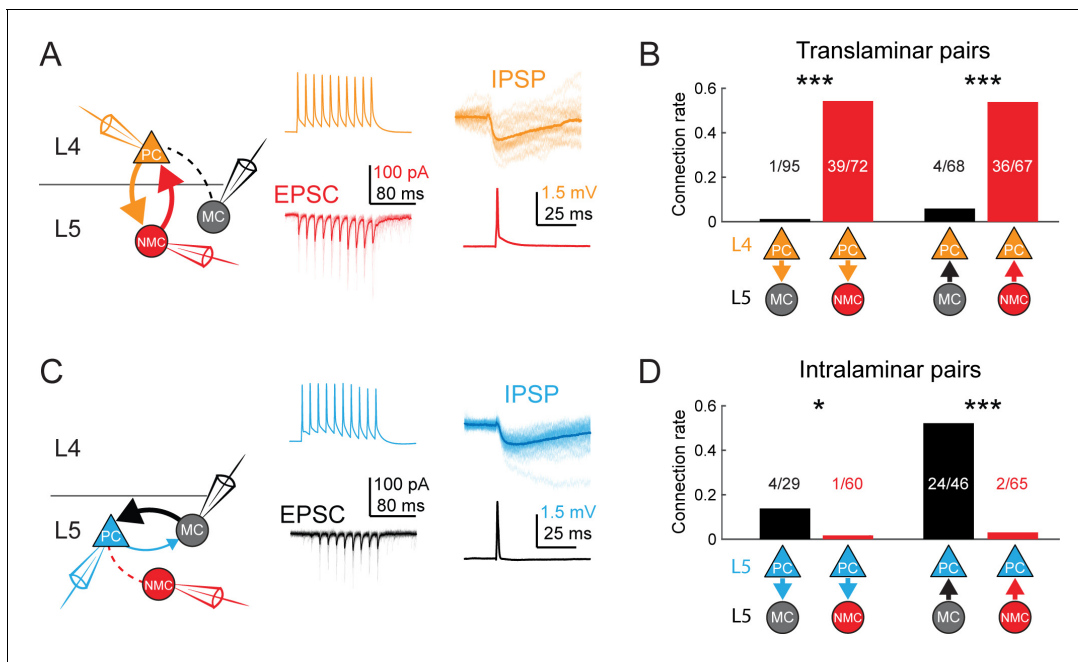 A
L4
L5
PC
MC
NMC
EPSC
100 pA
80 ms
IPSP
1.5 mV
25 ms
B
Translaminar pairs
***
***
Connection rate
0.6
0.4
0.2
0
1/95
39/72
4/68
36/67
L4
PC
PC
PC
PC
L5
MC
NMC
MC
NMC
C
L4
L5
PC
MC
NMC
EPSC
100 pA
80 ms
IPSP
1.5 mV
25 ms
D
Intralaminar pairs
*
***
Connection rate
0.6
0.4
0.2
0
4/29
1/60
24/46
2/65
L5
PC
PC
PC
PC
L5
MC
NMC
MC
NMC